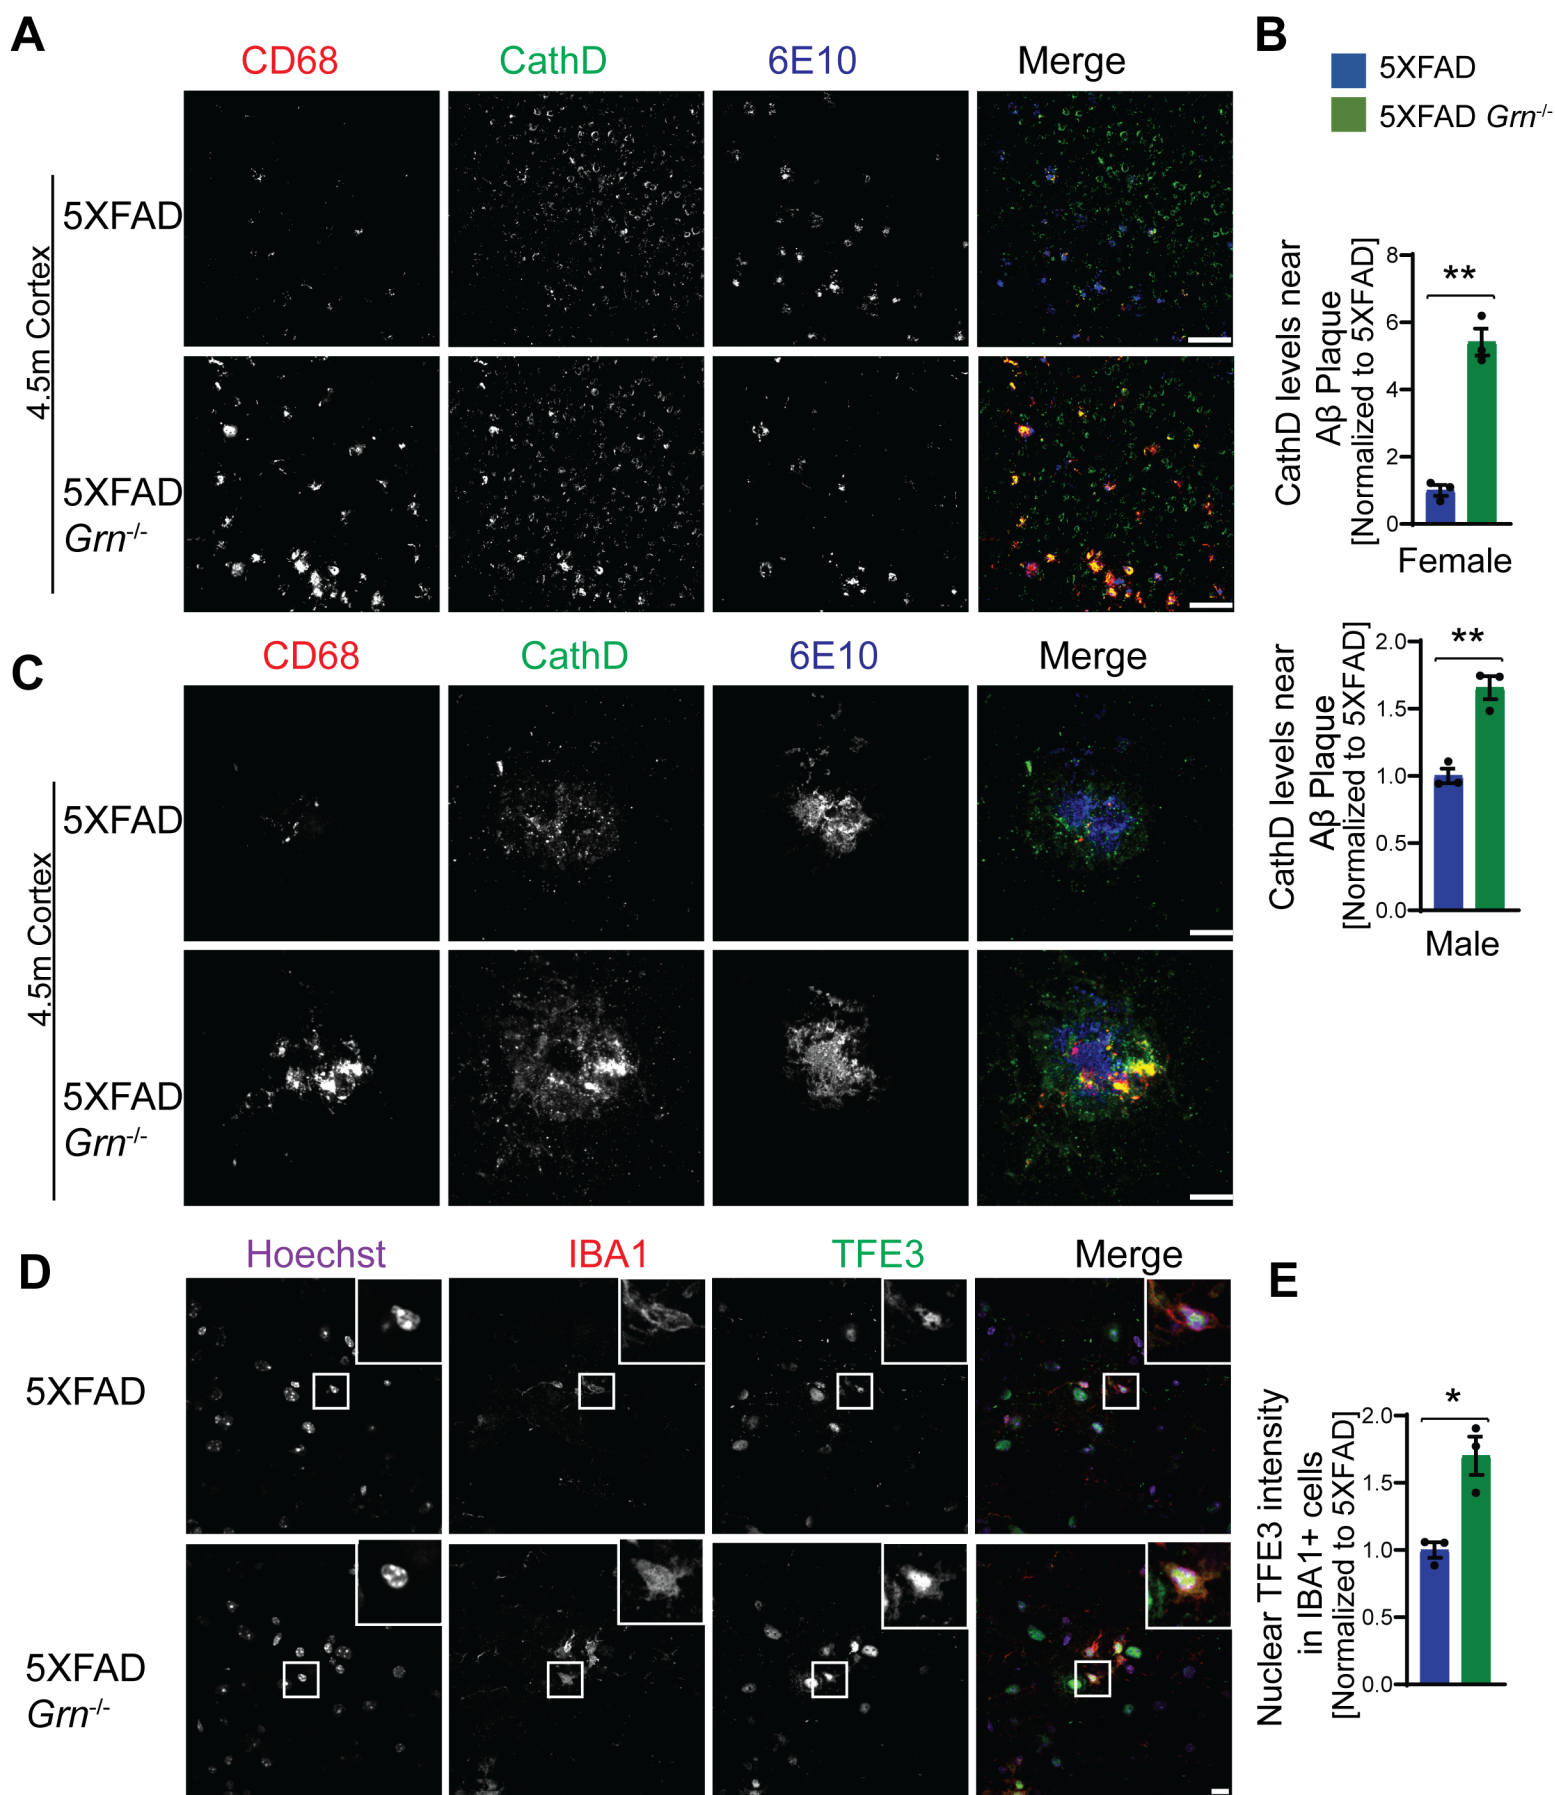 A
CD68
CathD
6E10
Merge
4.5m Cortex
5XFAD
5XFAD
Grn-/-
B
5XFAD
5XFAD Grn-/-
CathD levels near
Aβ Plaque
[Normalized to 5XFAD]
8
6
4
2
0
**
Female
CathD levels near
Aβ Plaque
[Normalized to 5XFAD]
2.0
1.5
1.0
0.5
0.0
**
Male
C
CD68
CathD
6E10
Merge
4.5m Cortex
5XFAD
5XFAD
Grn-/-
D
Hoechst
IBA1
TFE3
Merge
5XFAD
5XFAD
Grn-/-
E
Nuclear TFE3 intensity
in IBA1+ cells
[Normalized to 5XFAD]
2.0
1.5
1.0
0.5
0.0
*